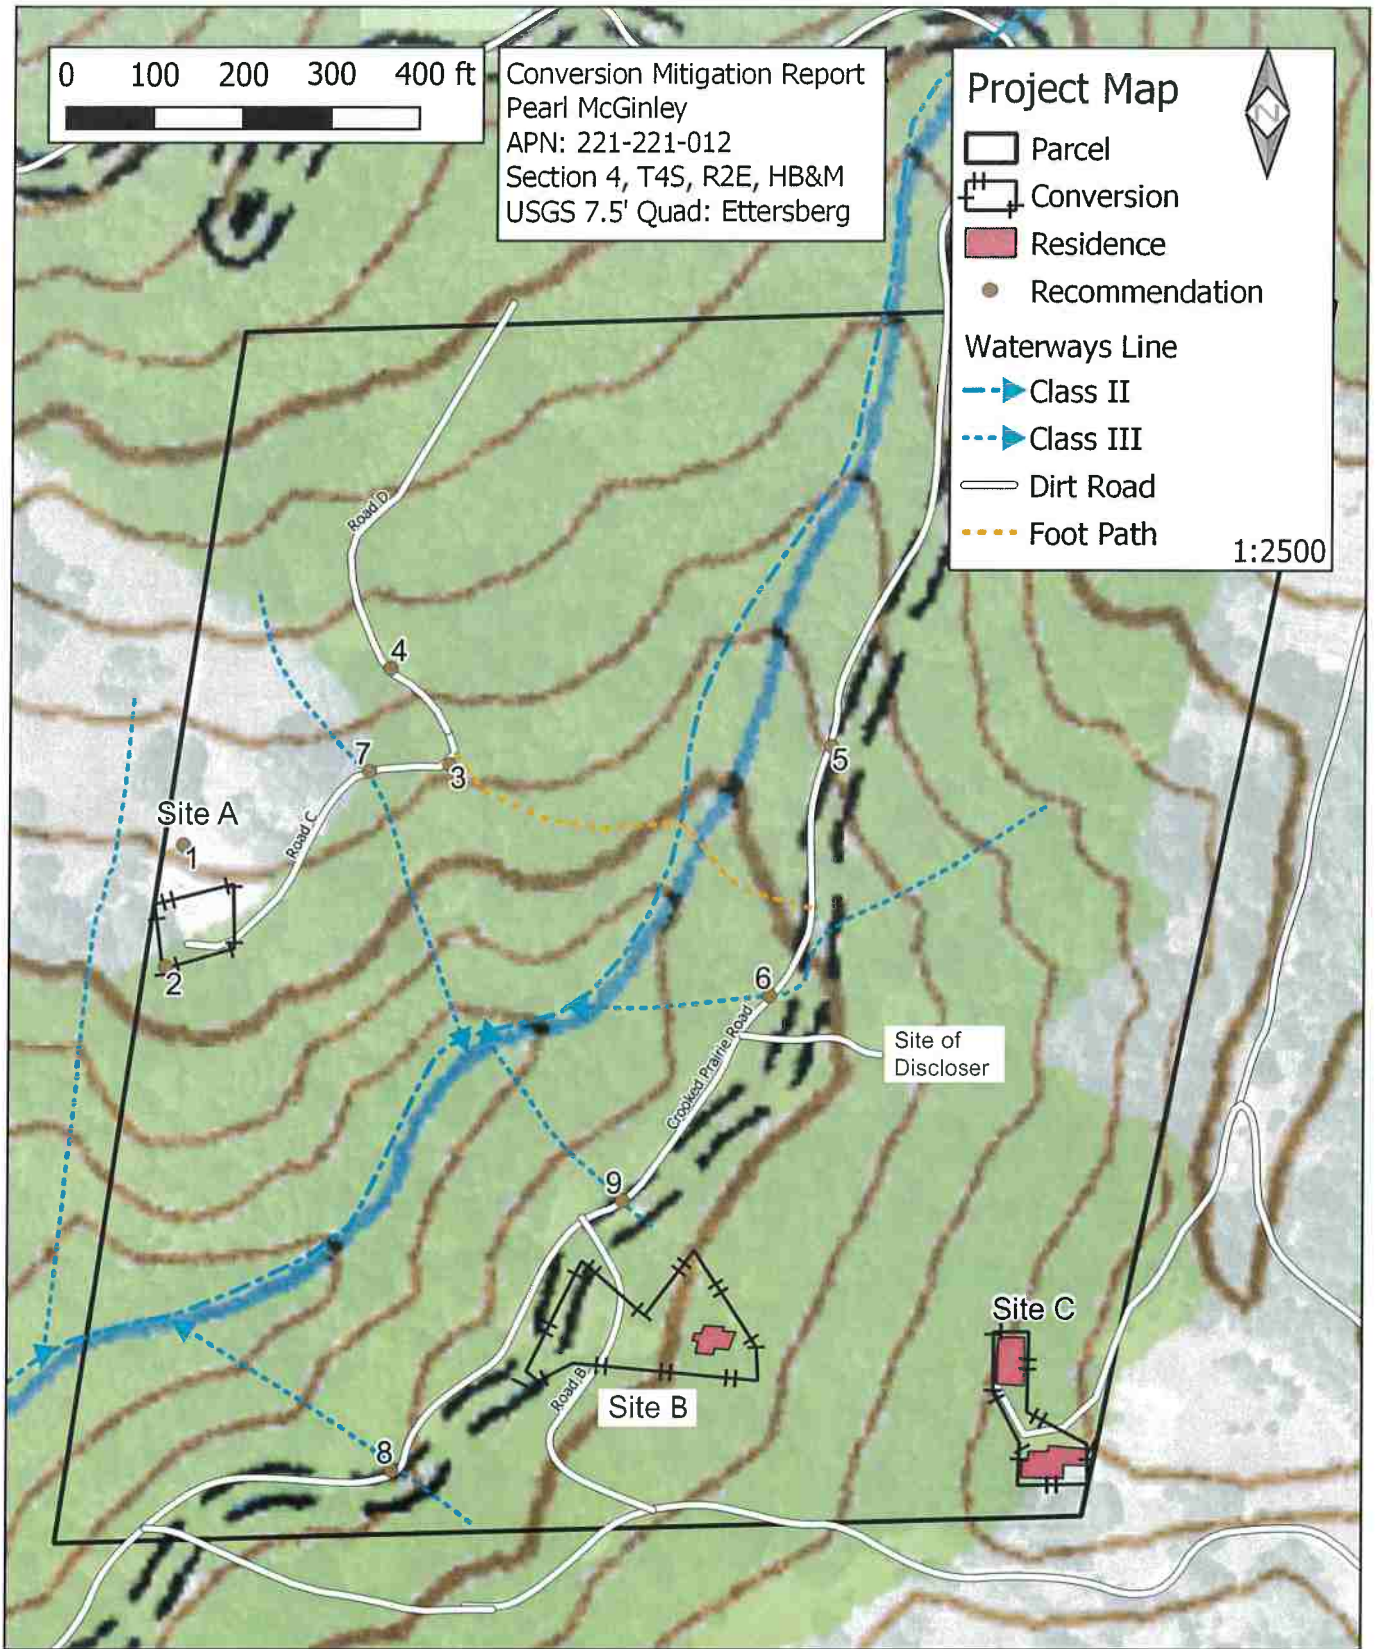 0 100 200 300 400 ft
Conversion Mitigation Report
Pearl McGinley
APN: 221-221-012
Section 4, T4S, R2E, HB&M
USGS 7.5' Quad: Ettersberg
Project Map
N
Parcel
Conversion
Residence
Recommendation
Waterways Line
Class II
Class III
Dirt Road
Foot Path
1:2500
Road D
4
7
3
5
Site A
1
Road C
2
6
Crooked Prairie Road
Site of
Discloser
9
Site C
Road B
Site B
8